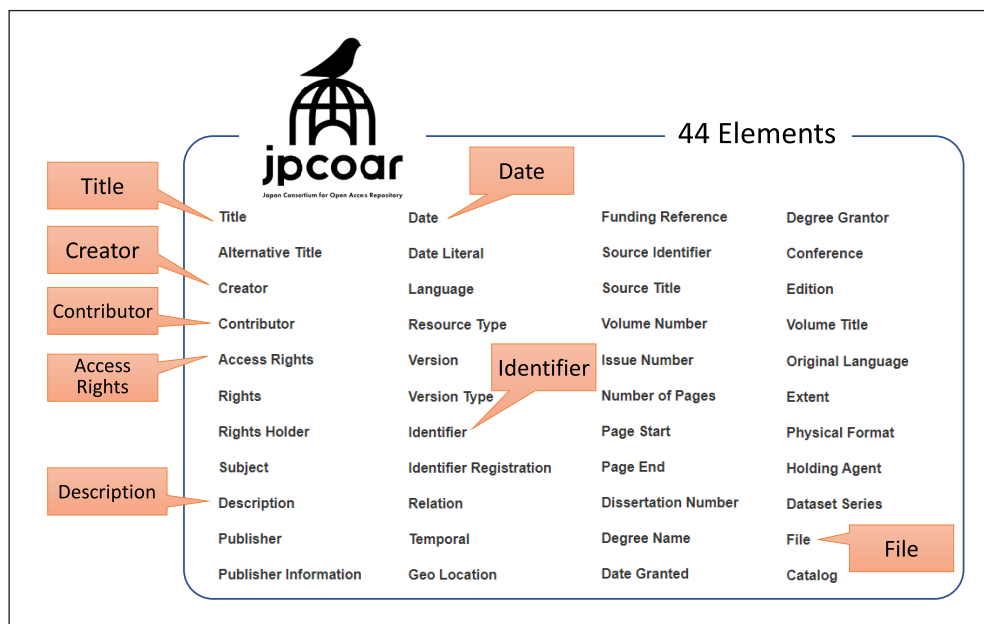 44 Elements
jpcoar
Japan Consortium for Open Acces Repository
Title
Creator
Contributor
Access
Rights
Description
Date
Identifier
File
Title
Alternative Title
Creator
Contributor
Access Rights
Rights
Rights Holder
Subject
Description
Publisher
Publisher Information
Date
Date Literal
Language
Resource Type
Version
Version Type
Identifier
Identifier Registration
Relation
Temporal
Geo Location
Funding Reference
Source Identifier
Source Title
Volume Number
Issue Number
Number of Pages
Page Start
Page End
Dissertation Number
Degree Name
Date Granted
Degree Grantor
Conference
Edition
Volume Title
Original Language
Extent
Physical Format
Holding Agent
Dataset Series
File
Catalog